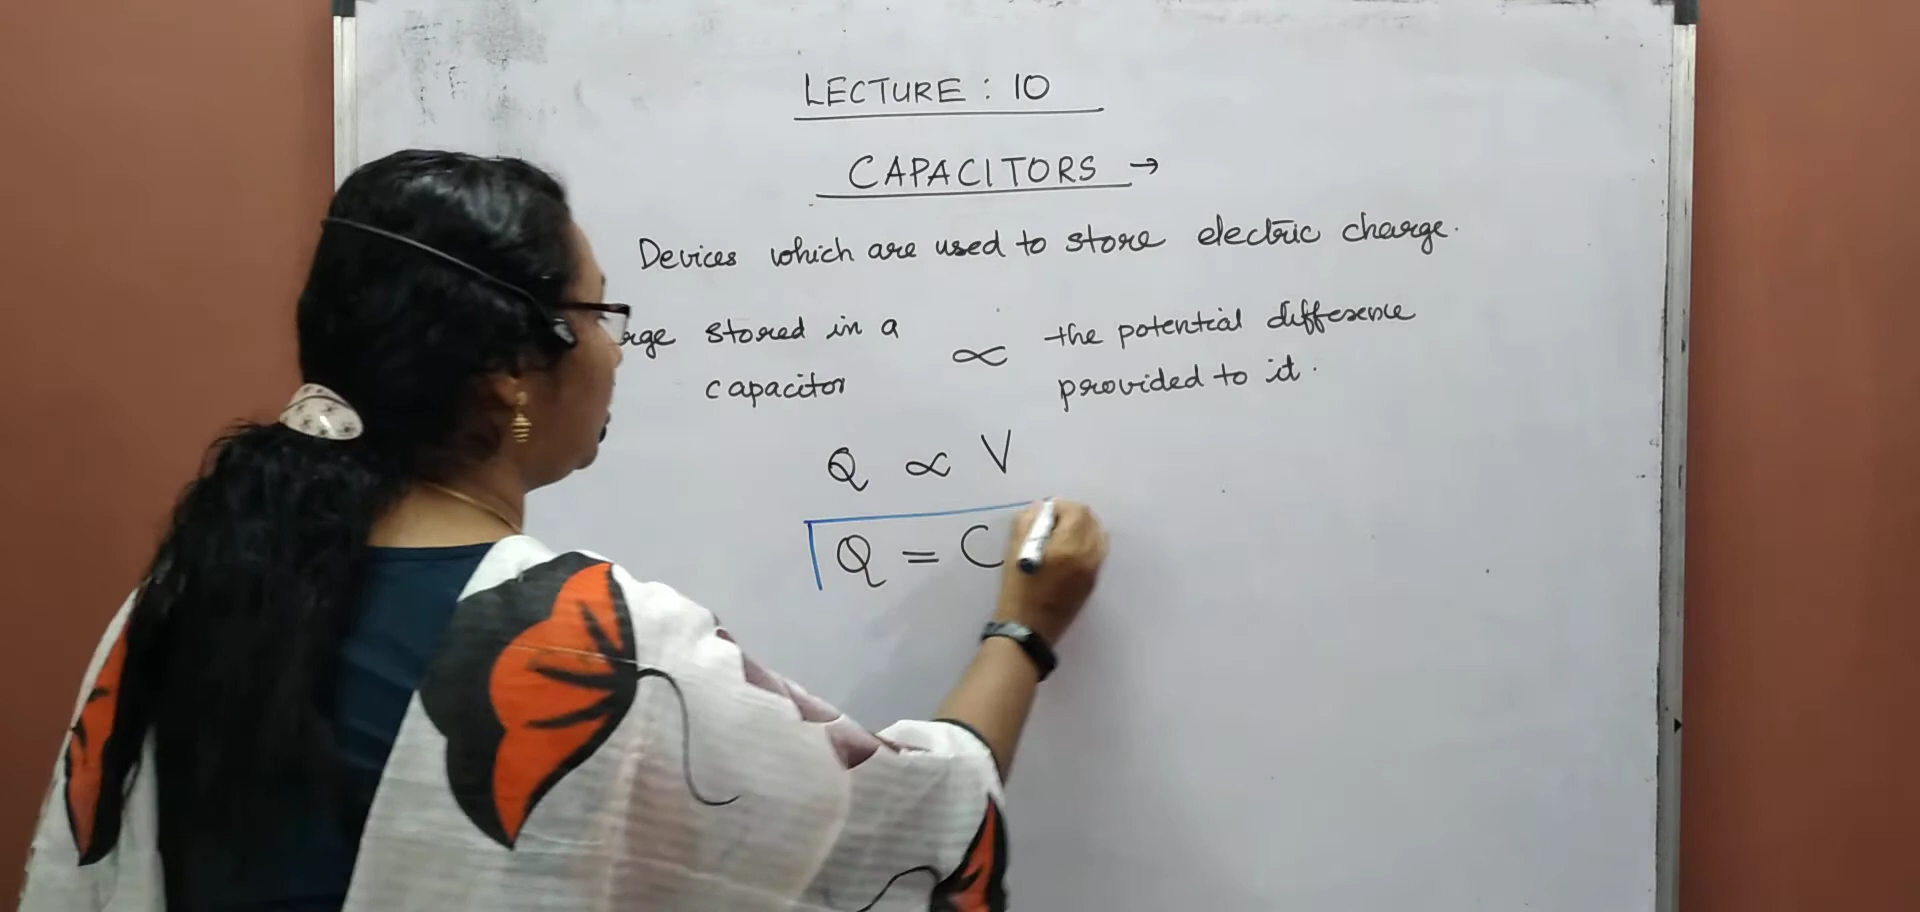 LECTURE : 10
CAPACITORS →
Devices which are used to store electric charge.
stored in a ∝ the potential difference
capacitor provided to it.
Q ∝ V
Q = C